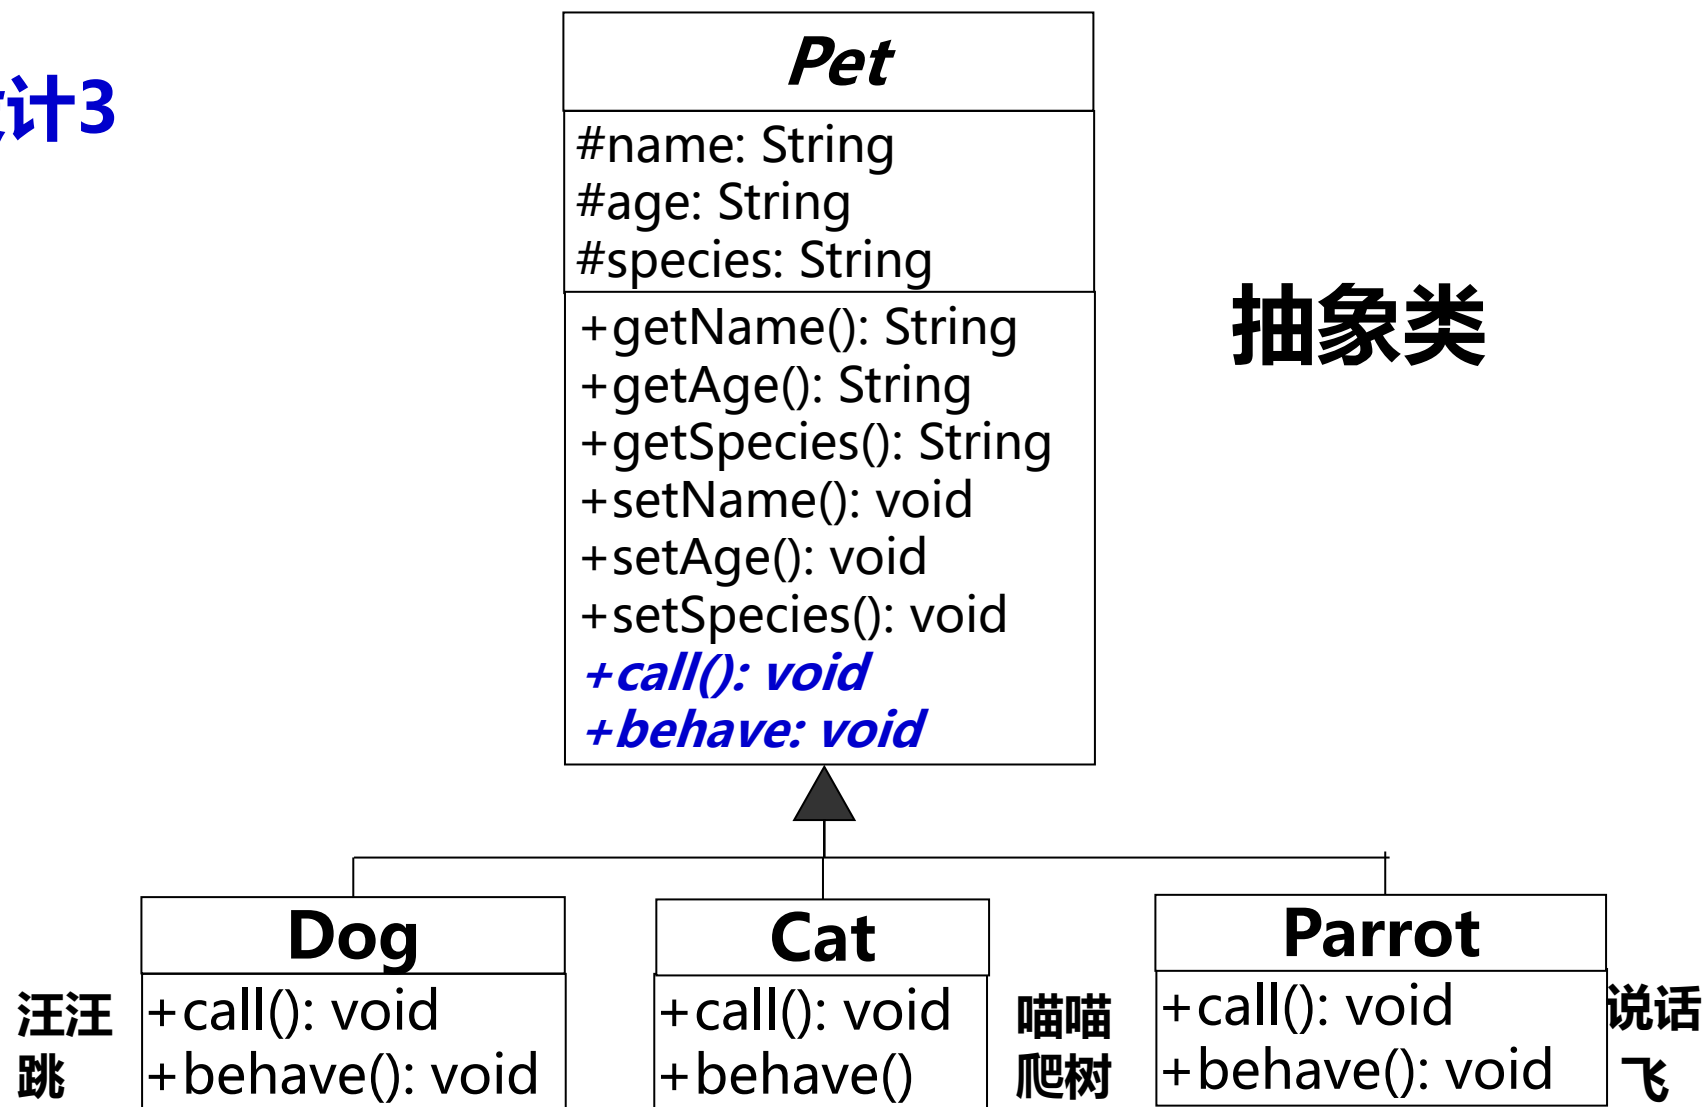 计3
Pet
#name: String
#age: String
#species: String
抽象类
+getName(): String
+getAge(): String
+getSpecies(): String
+setName(): void
+setAge(): void
+setSpecies(): void
+call(): void
+behave: void
Dog
汪汪
跳
+call(): void
+behave(): void
Cat
+call(): void
+behave()
喵喵
爬树
Parrot
+call(): void
+behave(): void
说话
飞